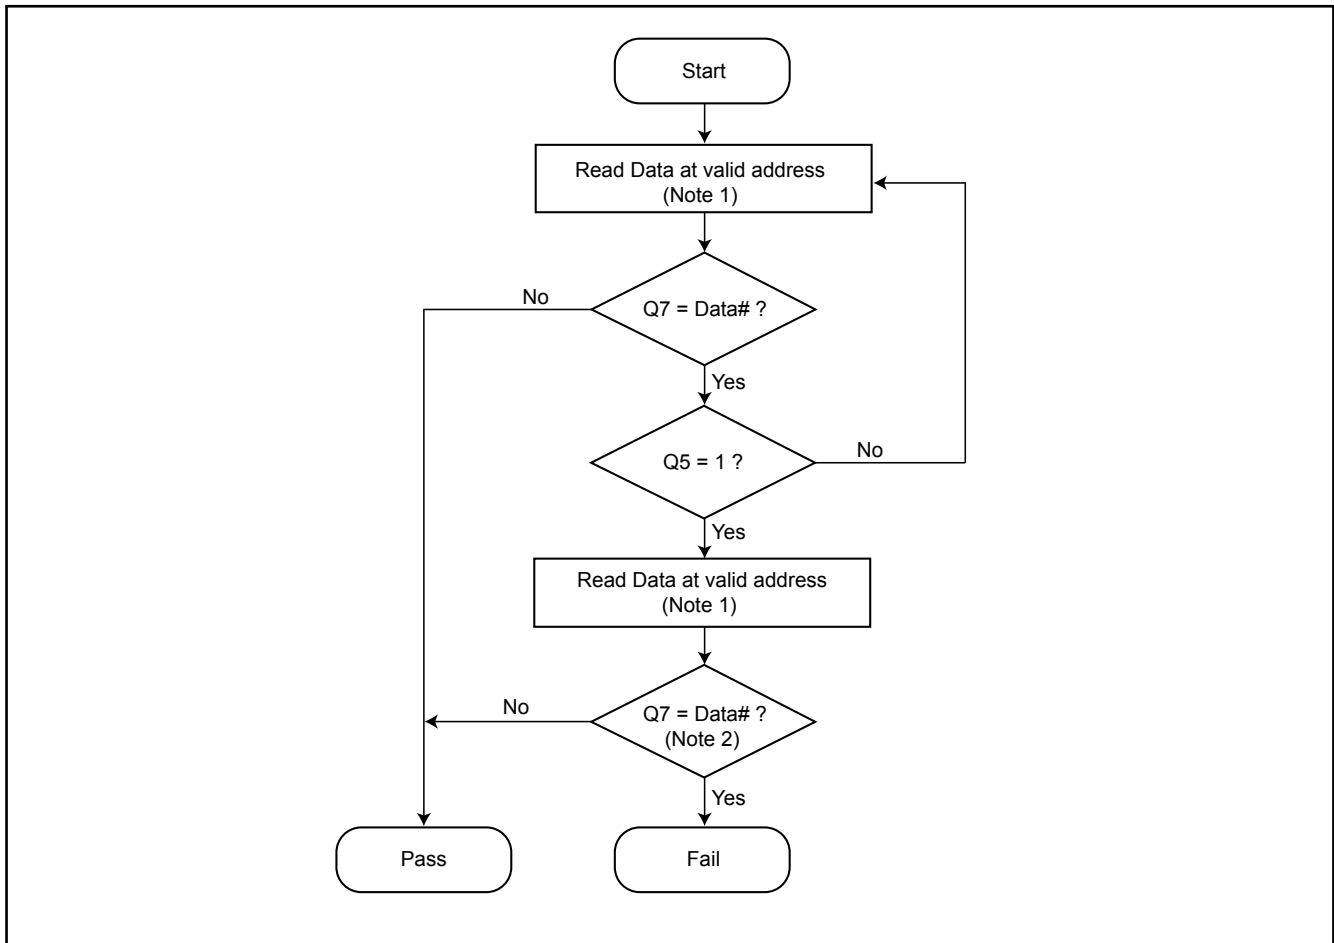 Start
Read Data at valid address
(Note 1)
Q7 = Data# ?
No
Yes
Q5 = 1 ?
No
Yes
Read Data at valid address
(Note 1)
Q7 = Data# ?
(Note 2)
No
Yes
Pass
Fail